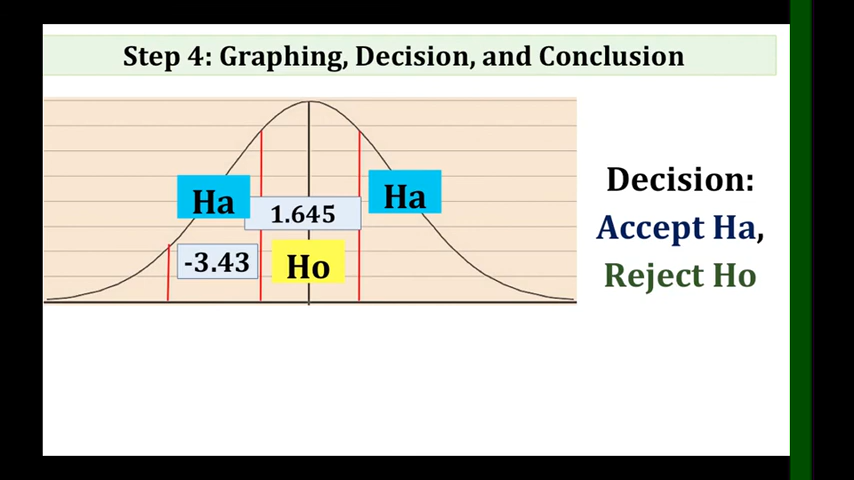 Step 4: Graphing, Decision, and Conclusion
Ha
1.645
Ha
-3.43
Ho
Decision:
Accept Ha,
Reject Ho